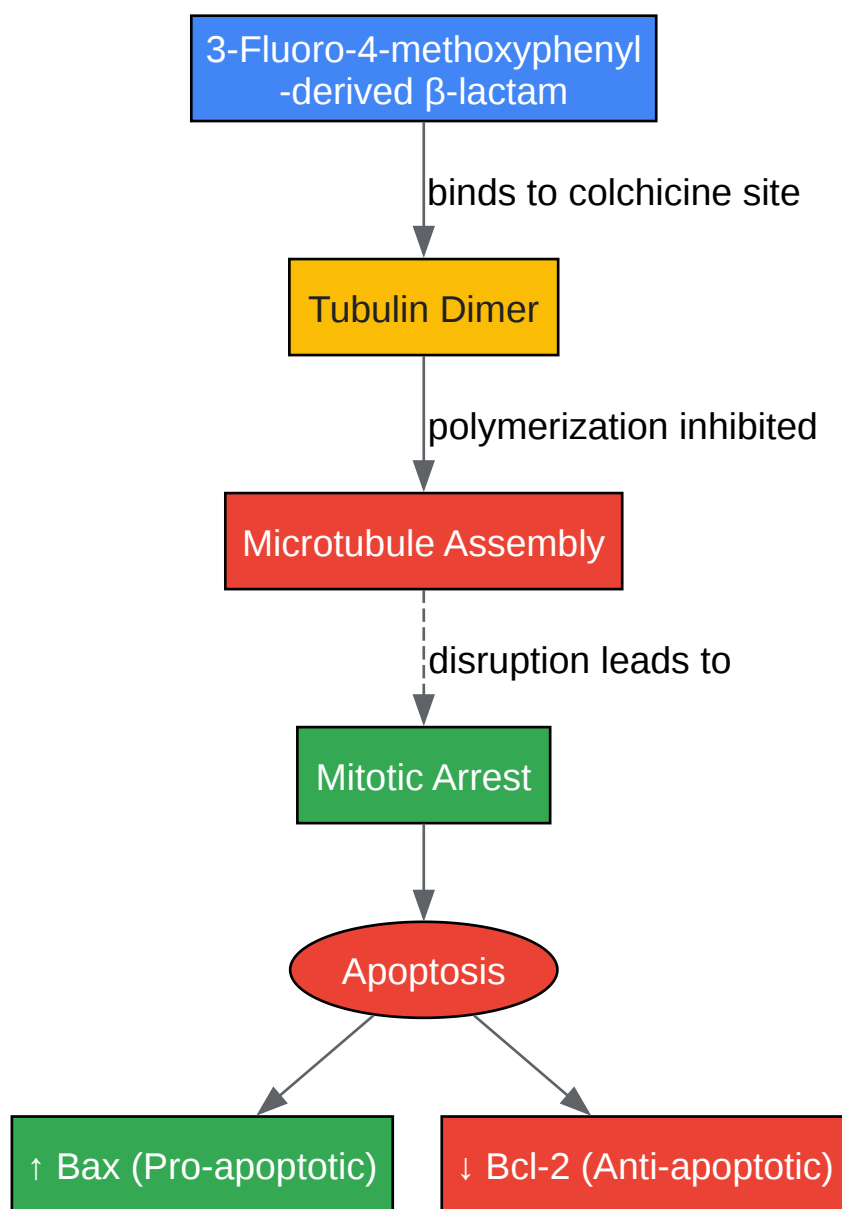 3-Fluoro-4-methoxyphenyl
-derived β-lactam
binds to colchicine site
Tubulin Dimer
polymerization inhibited
Microtubule Assembly
disruption leads to
Mitotic Arrest
Apoptosis
↑ Bax (Pro-apoptotic)
↓ Bcl-2 (Anti-apoptotic)